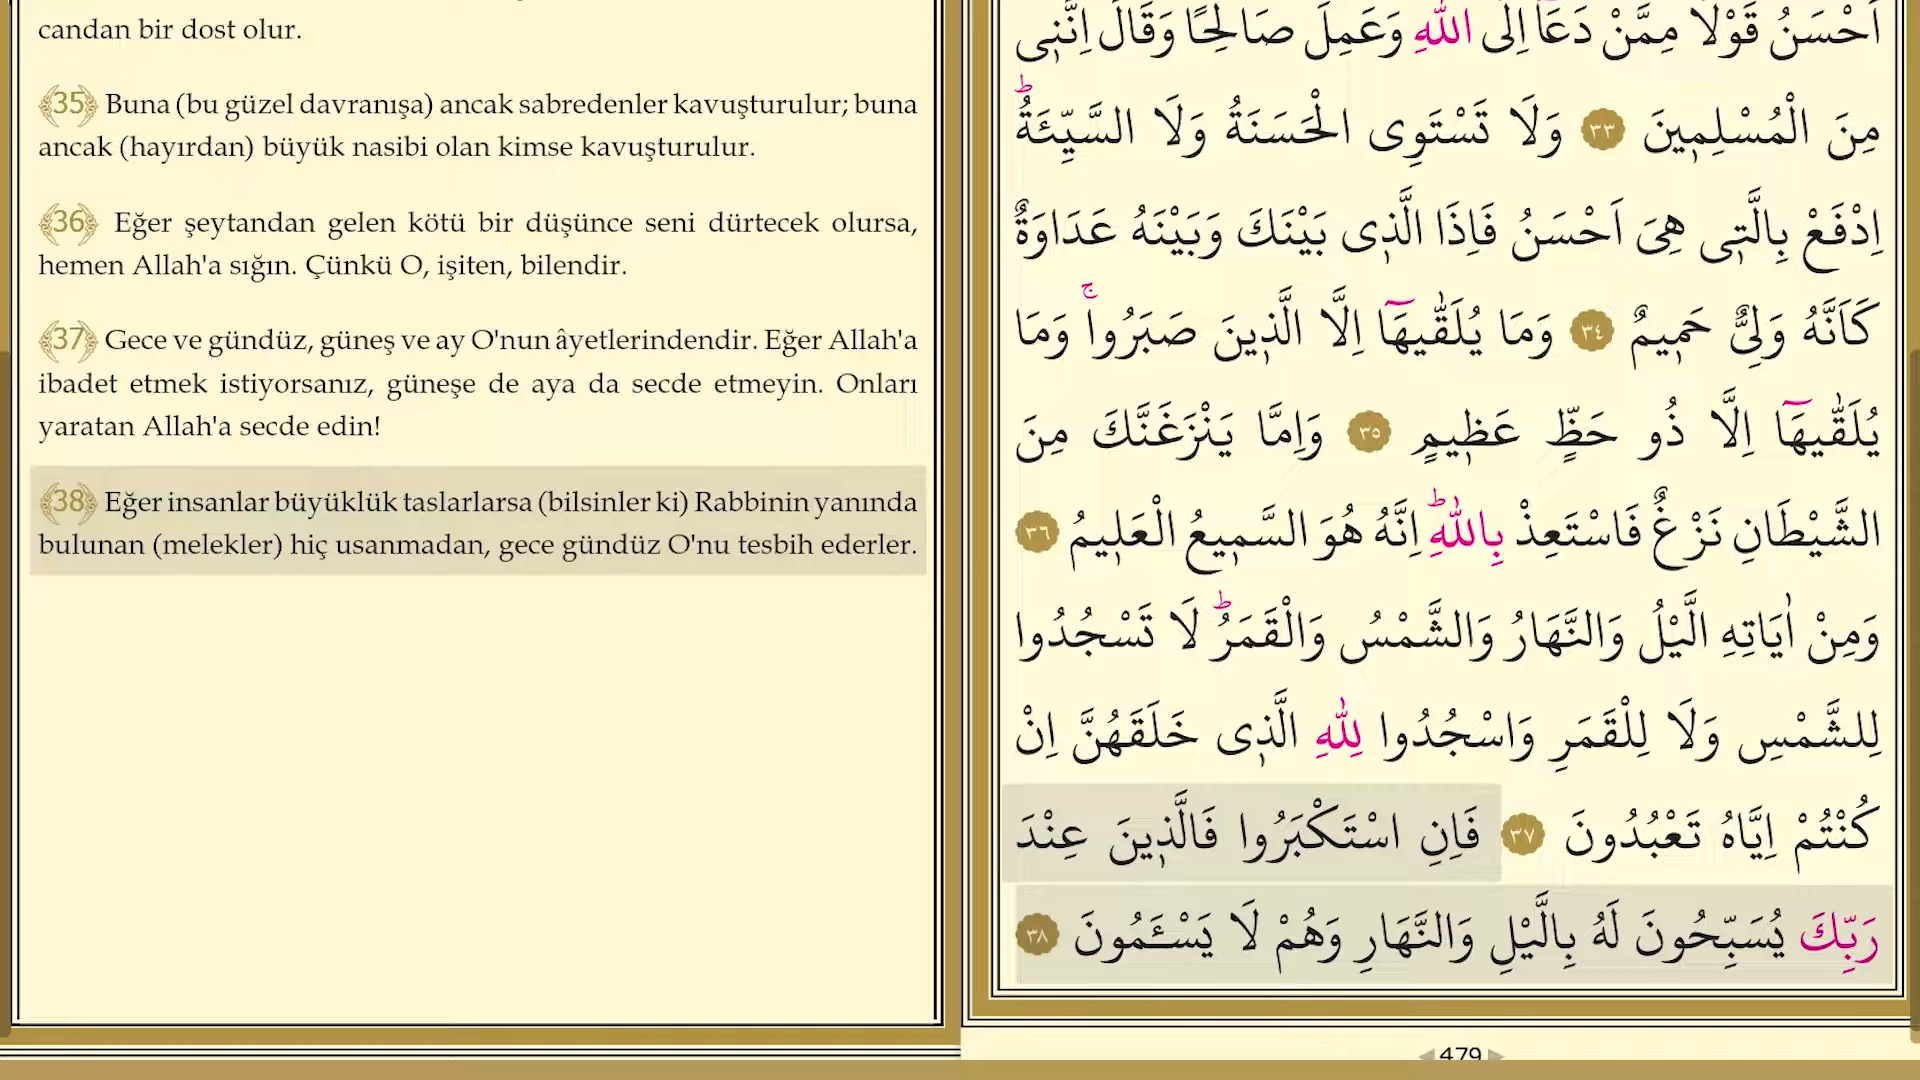 candan bir dost olur.
35 Buna (bu güzel davranışa) ancak sabredenler kavuşturulur; buna
ancak (hayırdan) büyük nasibi olan kimse kavuşturulur.
36 Eğer şeytandan gelen kötü bir düşünce seni dürtecek olursa,
hemen Allah'a sığın. Çünkü O, işiten, bilendir.
37 Gece ve gündüz, güneş ve ay O'nun âyetlerindendir. Eğer Allah'a
ibadet etmek istiyorsanız, güneşe de aya da secde etmeyin. Onları
yaratan Allah'a secde edin!
38 Eğer insanlar büyüklük taslarlarsa (bilsinler ki) Rabbinin yanında
bulunan (melekler) hiç usanmadan, gece gündüz O'nu tesbih ederler.
اَحْسَنُ قَوْلًا مِمَّنْ دَعَٓا اِلَى اللّٰهِ وَعَمِلَ صَالِحًا وَقَالَ اِنَّن۪ى
مِنَ الْمُسْلِم۪ينَ ٣٣ وَلَا تَسْتَوِى الْحَسَنَةُ وَلَا السَّيِّئَةُۜ
اِدْفَعْ بِالَّت۪ى هِىَ اَحْسَنُ فَاِذَا الَّذ۪ى بَيْنَكَ وَبَيْنَهُ عَدَاوَةٌ
كَاَنَّهُ وَلِىٌّ حَم۪يمٌ ٣٤ وَمَا يُلَقّٰيهَٓا اِلَّا الَّذ۪ينَ صَبَرُواۚ وَمَا
يُلَقّٰيهَٓا اِلَّا ذُو حَظٍّ عَظ۪يمٍ ٣٥ وَاِمَّا يَنْزَغَنَّكَ مِنَ
الشَّيْطَانِ نَزْغٌ فَاسْتَعِذْ بِاللّٰهِۜ اِنَّهُ هُوَ السَّم۪يعُ الْعَل۪يمُ ٣٦
وَمِنْ اٰيَاتِهِ الَّيْلُ وَالنَّهَارُ وَالشَّمْسُ وَالْقَمَرُۜ لَا تَسْجُدُوا
لِلشَّمْسِ وَلَا لِلْقَمَرِ وَاسْجُدُوا لِلّٰهِ الَّذ۪ى خَلَقَهُنَّ اِنْ
كُنْتُمْ اِيَّاهُ تَعْبُدُونَ ٣٧ فَاِنِ اسْتَكْبَرُوا فَالَّذ۪ينَ عِنْدَ
رَبِّكَ يُسَبِّحُونَ لَهُ بِالَّيْلِ وَالنَّهَارِ وَهُمْ لَا يَسْـَٔمُونَ ٣٨
479